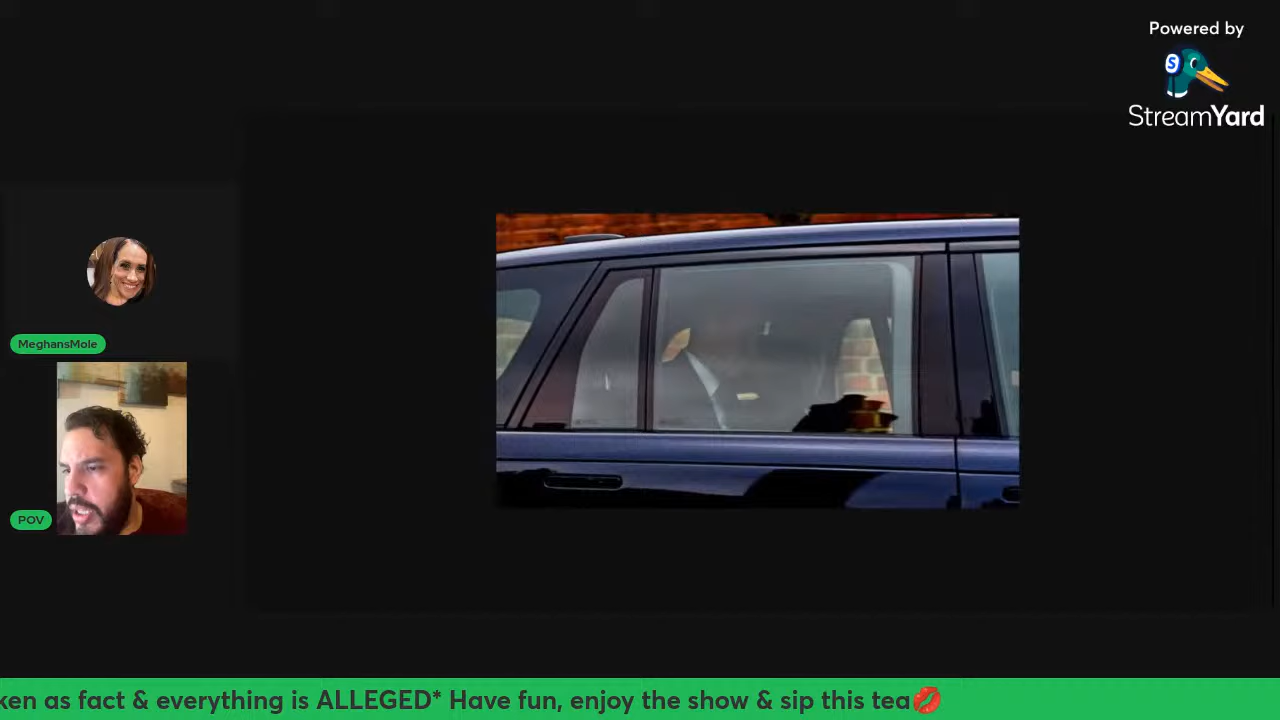 Powered by
StreamYard
MeghansMole
POV
ken as fact & everything is ALLEGED* Have fun, enjoy the show & sip this tea💋